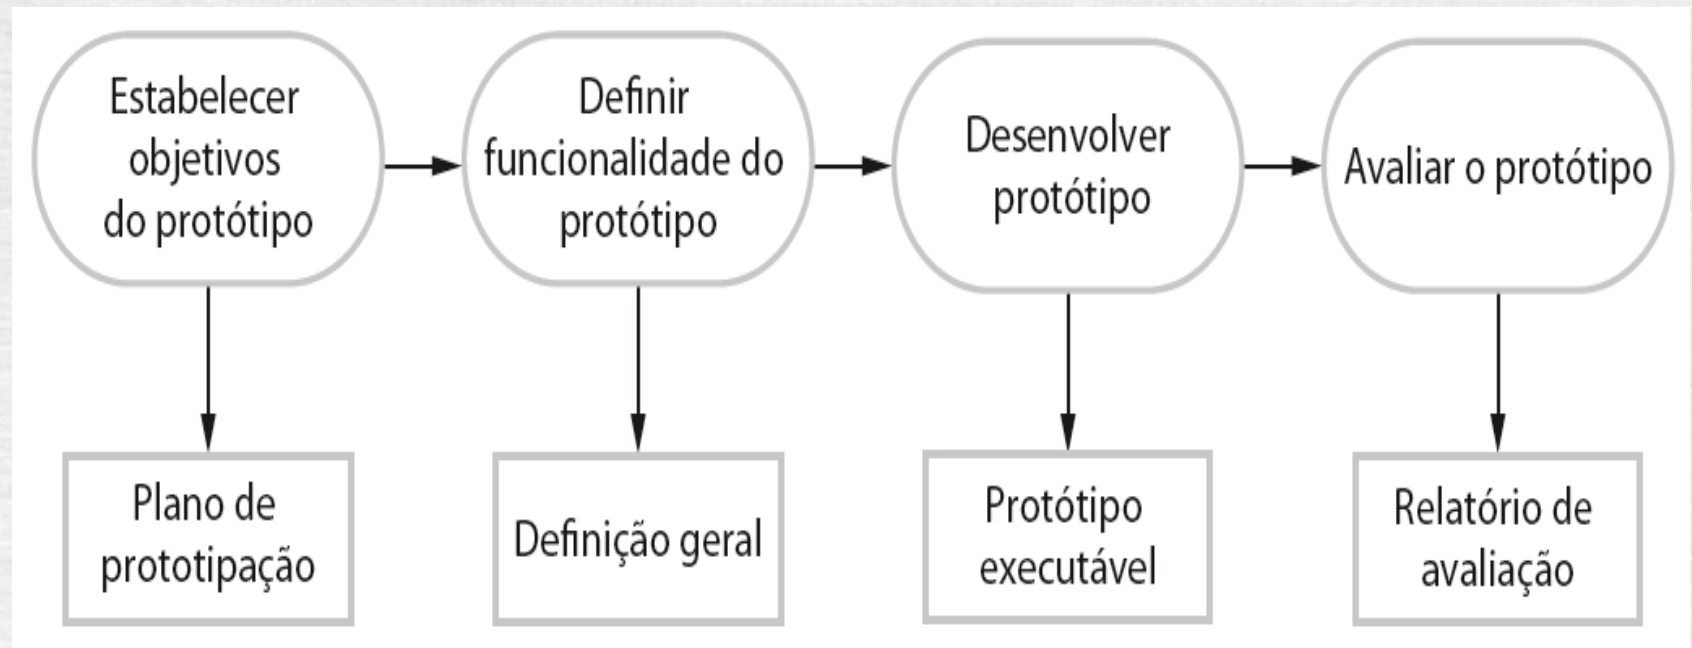 Estabelecer
objetivos
do protótipo
Definir
funcionalidade do
protótipo
Desenvolver
protótipo
Avaliar o protótipo
Plano de
prototipação
Definição geral
Protótipo
executável
Relatório de
avaliação